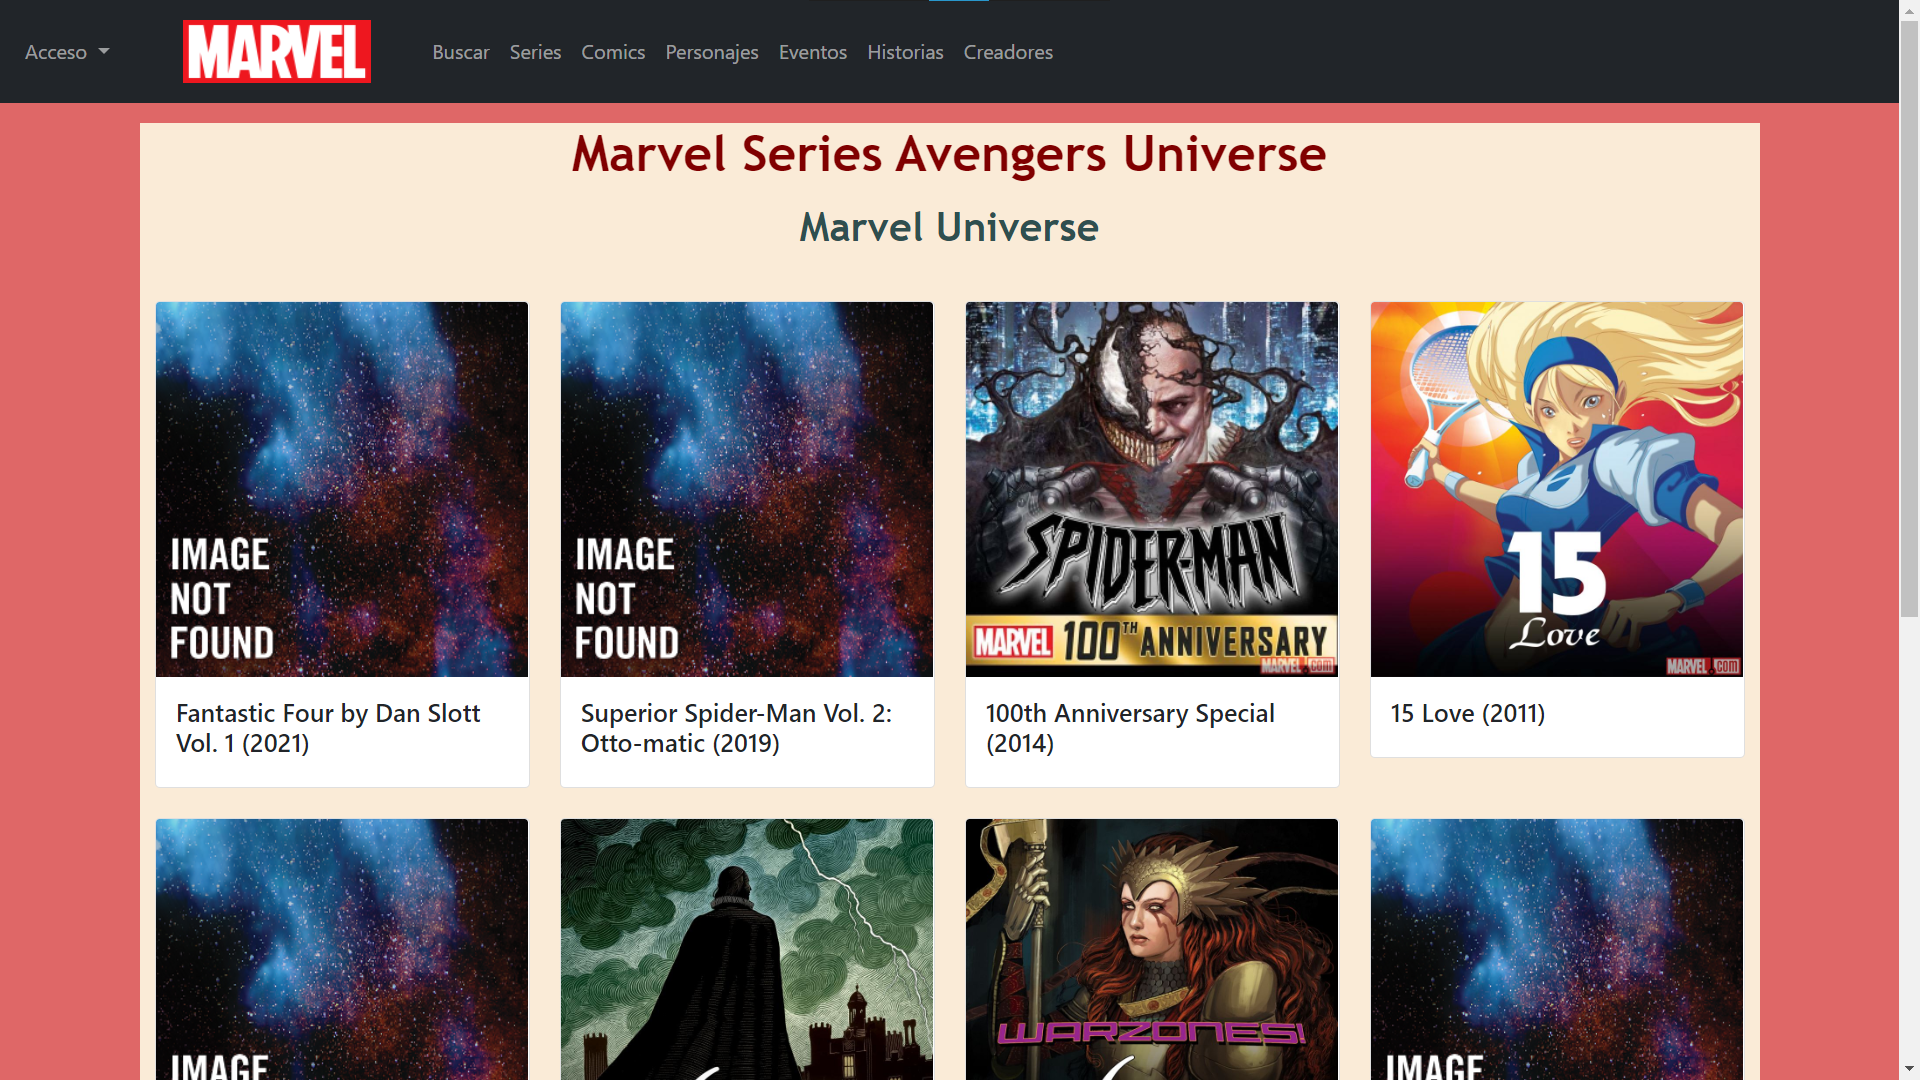 Acceso
MARVEL
Buscar Series Comics Personajes Eventos Historias Creadores
Marvel Series Avengers Universe
Marvel Universe
IMAGE
NOT
FOUND
Fantastic Four by Dan Slott
Vol. 1 (2021)
IMAGE
NOT
FOUND
Superior Spider-Man Vol. 2:
Otto-matic (2019)
SPIDER-MAN
MARVEL 100TH ANNIVERSARY
MARVEL.COM
100th Anniversary Special
(2014)
15
Love
MARVEL.COM
15 Love (2011)
IMAGE
WARZONES!
IMAGE